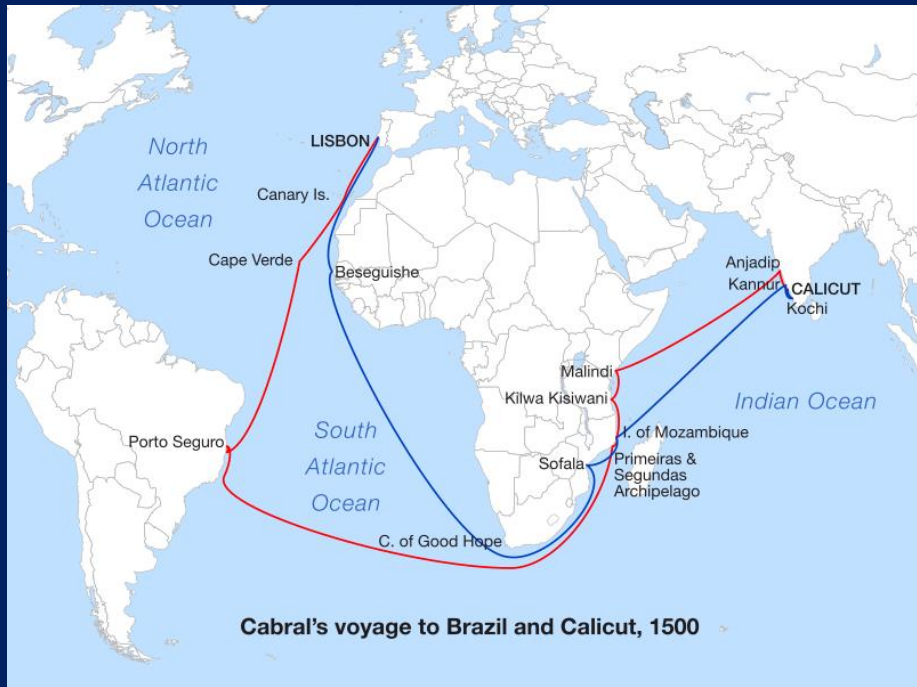 LISBON
North
Atlantic
Ocean
Canary Is.
Cape Verde
Beseguishe
Anjadip
Kannur
CALICUT
Kochi
Malindi
Kilwa Kisiwani
Indian Ocean
Porto Seguro
South
Atlantic
Ocean
I. of Mozambique
Sofala
Primeiras &
Segundas
Archipelago
C. of Good Hope
Cabral's voyage to Brazil and Calicut, 1500